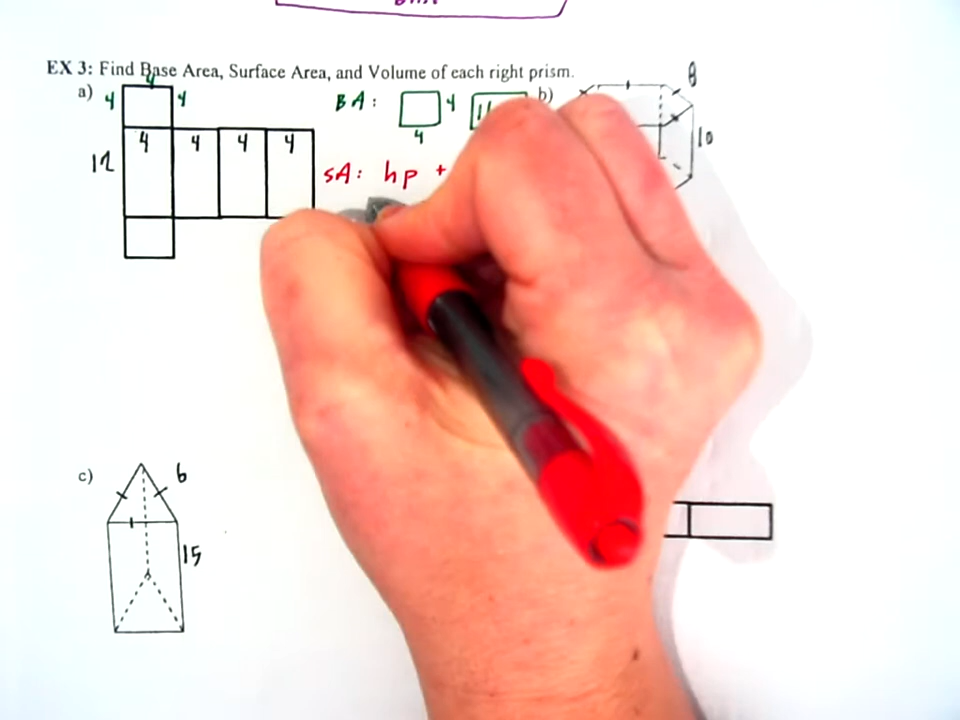 EX 3: Find Base Area, Surface Area, and Volume of each right prism.
a) 4 4 4
BA: 4
4
b) 8
10
12 4 4 4 4
SA: hp +
c) 6
15